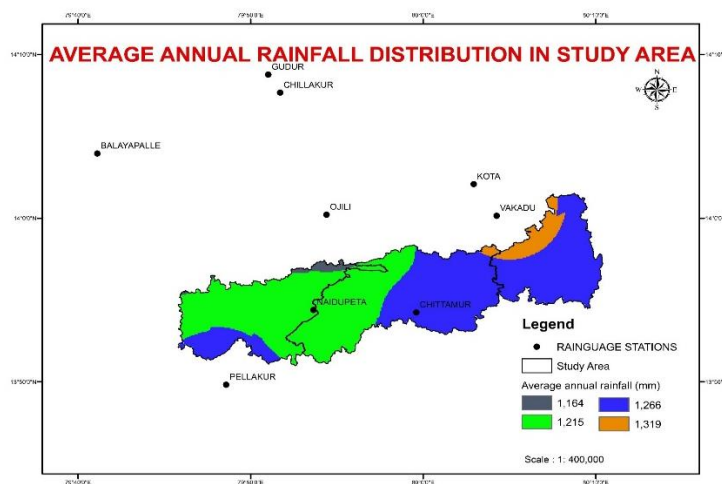 AVERAGE ANNUAL RAINFALL DISTRIBUTION IN STUDY AREA
GUDUR
CHILLAKUR
N
W E
S
BALAYAPALLE
KOTA
OJILI
VAKADU
NAIDUPETA
CHITTAMUR
PELLAKUR
Legend
RAINGUAGE STATIONS
Study Area
Average annual rainfall (mm)
1,164 1,266
1,215 1,319
Scale : 1: 400,000